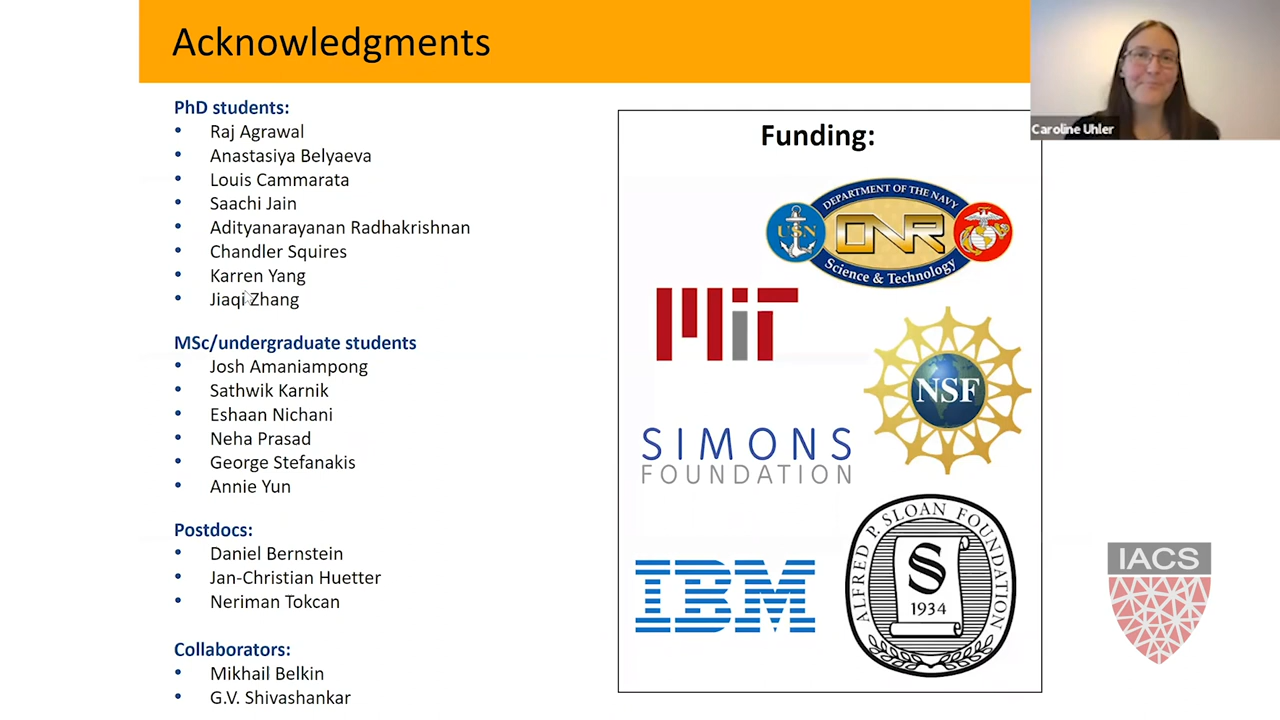 Acknowledgments
PhD students:
• Raj Agrawal
• Anastasiya Belyaeva
• Louis Cammarata
• Saachi Jain
• Adityanarayanan Radhakrishnan
• Chandler Squires
• Karren Yang
• Jiaqi Zhang
MSc/undergraduate students
• Josh Amaniampong
• Sathwik Karnik
• Eshaan Nichani
• Neha Prasad
• George Stefanakis
• Annie Yun
Postdocs:
• Daniel Bernstein
• Jan-Christian Huetter
• Neriman Tokcan
Collaborators:
• Mikhail Belkin
• G.V. Shivashankar
Funding:
DEPARTMENT OF THE NAVY
USN
ONR
Science & Technology
MIT
NSF
SIMONS
FOUNDATION
IBM
ALFRED P. SLOAN FOUNDATION
S
1934
Caroline Uhler
IACS